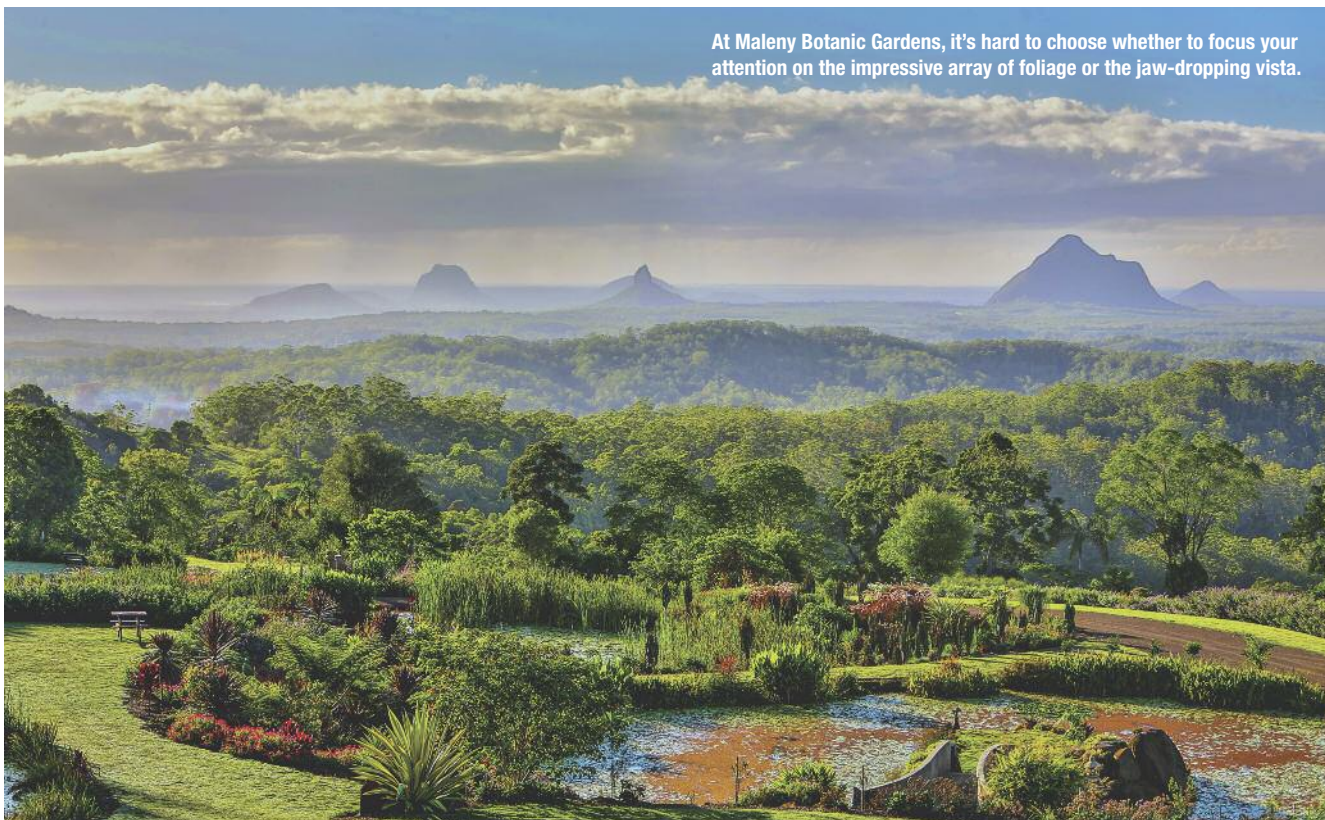 At Maleny Botanic Gardens, it's hard to choose whether to focus your
attention on the impressive array of foliage or the jaw-dropping vista.